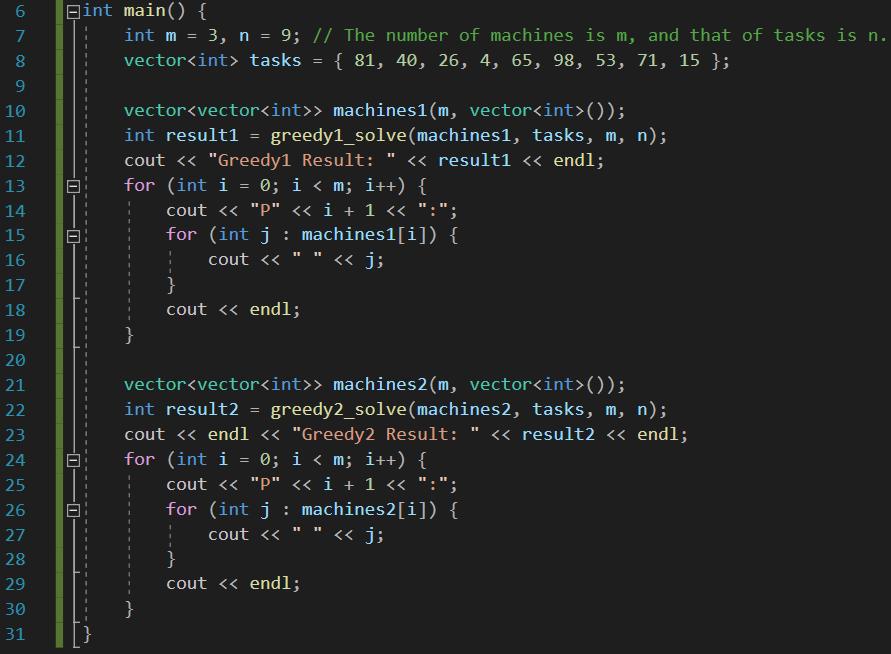 6 int main() {
7 int m = 3, n = 9; // The number of machines is m, and that of tasks is n.
8 vector<int> tasks = { 81, 40, 26, 4, 65, 98, 53, 71, 15 };
9
10 vector<vector<int>> machines1(m, vector<int>());
11 int result1 = greedy1_solve(machines1, tasks, m, n);
12 cout << "Greedy1 Result: " << result1 << endl;
13 for (int i = 0; i < m; i++) {
14 cout << "P" << i + 1 << ":";
15 for (int j : machines1[i]) {
16 cout << " " << j;
17 }
18 cout << endl;
19 }
20
21 vector<vector<int>> machines2(m, vector<int>());
22 int result2 = greedy2_solve(machines2, tasks, m, n);
23 cout << endl << "Greedy2 Result: " << result2 << endl;
24 for (int i = 0; i < m; i++) {
25 cout << "P" << i + 1 << ":";
26 for (int j : machines2[i]) {
27 cout << " " << j;
28 }
29 cout << endl;
30 }
31 }